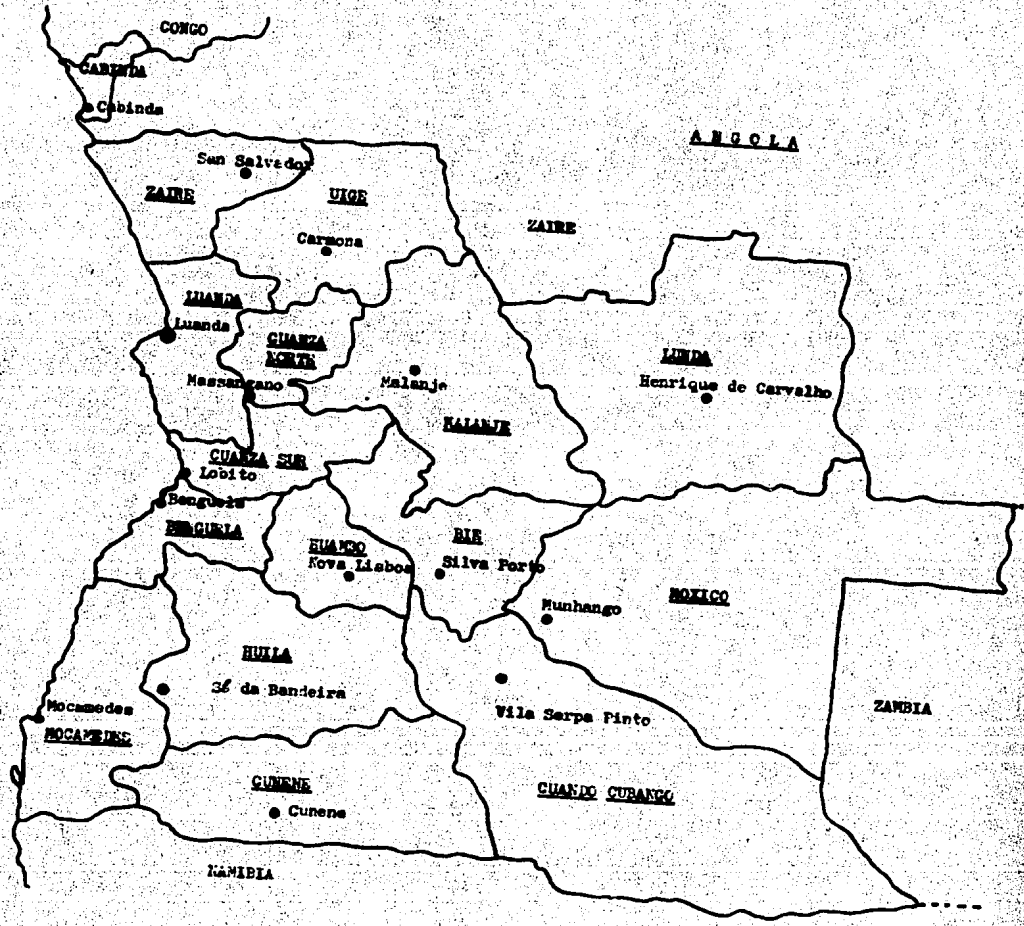 CONGO
CABINDA
Cabinda
ANGOLA
San Salvador
ZAIRE
UIGE
ZAIRE
Carmona
LUANDA
Luanda
CUANZA
NORTE
LUNDA
Henrique de Carvalho
Massangano
Malanje
MALANJE
CUANZA SUR
Lobito
Benguela
BENGUELA
HUAMBO
Nova Lisboa
BIE
Silva Porto
MOXICO
Munhango
HUILA
da Bandeira
Vila Serpa Pinto
ZAMBIA
Mocamedes
MOCAMEDES
CUNENE
Cunene
CUANDO CUBANGO
NAMIBIA